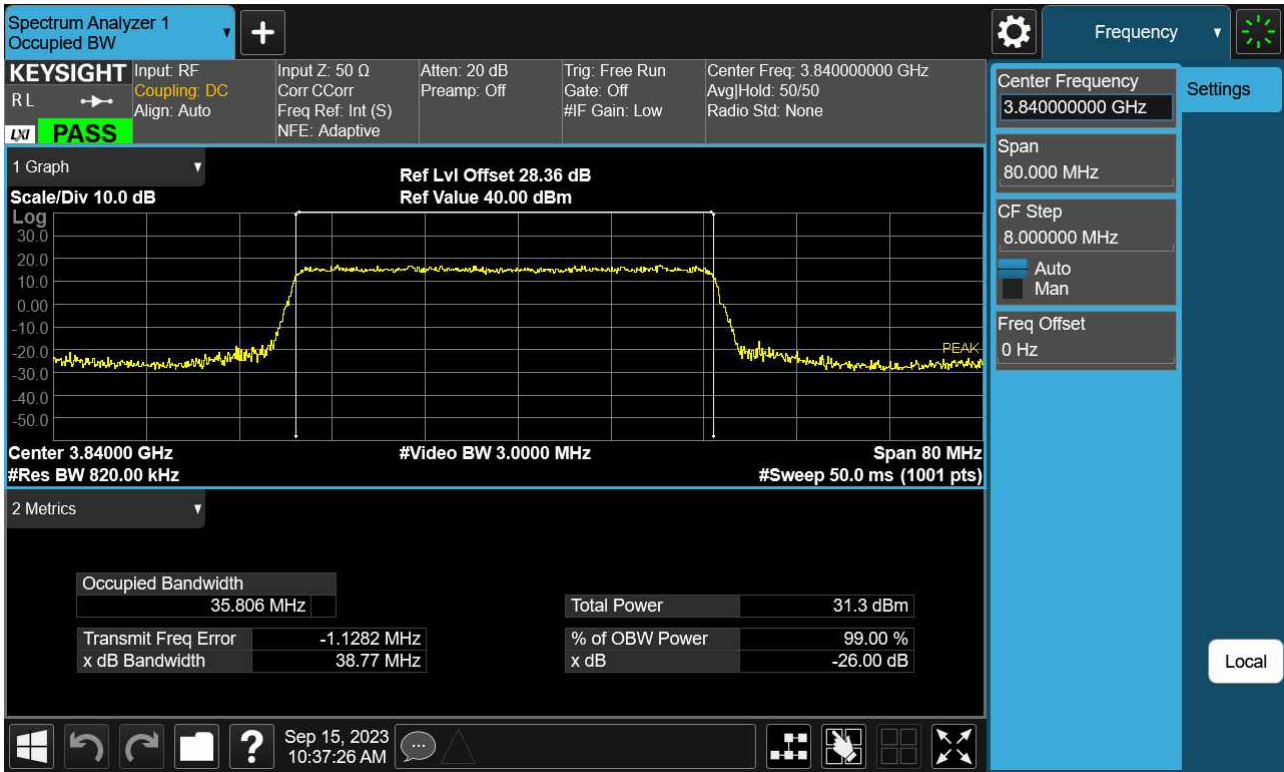 Spectrum Analyzer 1
Occupied BW
Frequency
KEYSIGHT
RL
LXI PASS
Input: RF
Coupling: DC
Align: Auto
Input Z: 50 Ω
Corr CCorr
Freq Ref: Int (S)
NFE: Adaptive
Atten: 20 dB
Preamp: Off
Trig: Free Run
Gate: Off
#IF Gain: Low
Center Freq: 3.840000000 GHz
Avg|Hold: 50/50
Radio Std: None
Center Frequency
3.840000000 GHz
Settings
Span
80.000 MHz
CF Step
8.000000 MHz
Auto
Man
Freq Offset
0 Hz
1 Graph
Scale/Div 10.0 dB
Ref Lvl Offset 28.36 dB
Ref Value 40.00 dBm
Log
30.0
20.0
10.0
0.00
-10.0
-20.0
-30.0
-40.0
-50.0
PEAK
Center 3.84000 GHz
#Video BW 3.0000 MHz
Span 80 MHz
#Res BW 820.00 kHz
#Sweep 50.0 ms (1001 pts)
2 Metrics
Occupied Bandwidth
35.806 MHz
Total Power 31.3 dBm
Transmit Freq Error -1.1282 MHz
% of OBW Power 99.00 %
x dB Bandwidth 38.77 MHz
x dB -26.00 dB
Local
Sep 15, 2023
10:37:26 AM